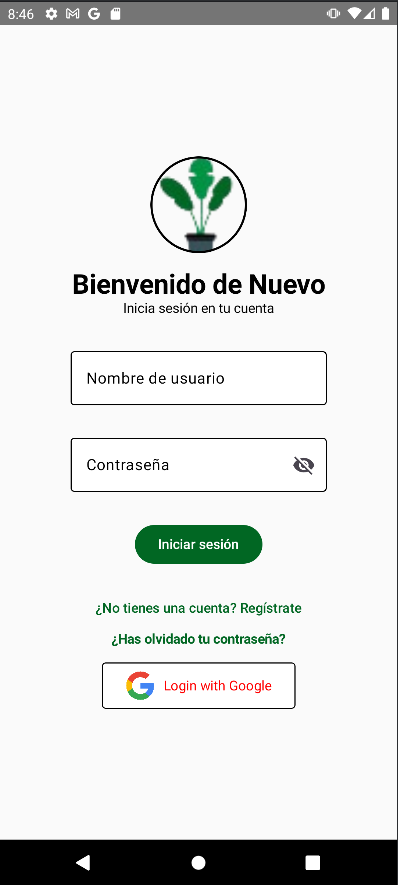 8:46
Bienvenido de Nuevo
Inicia sesión en tu cuenta
Nombre de usuario
Contraseña
Iniciar sesión
¿No tienes una cuenta? Regístrate
¿Has olvidado tu contraseña?
Login with Google